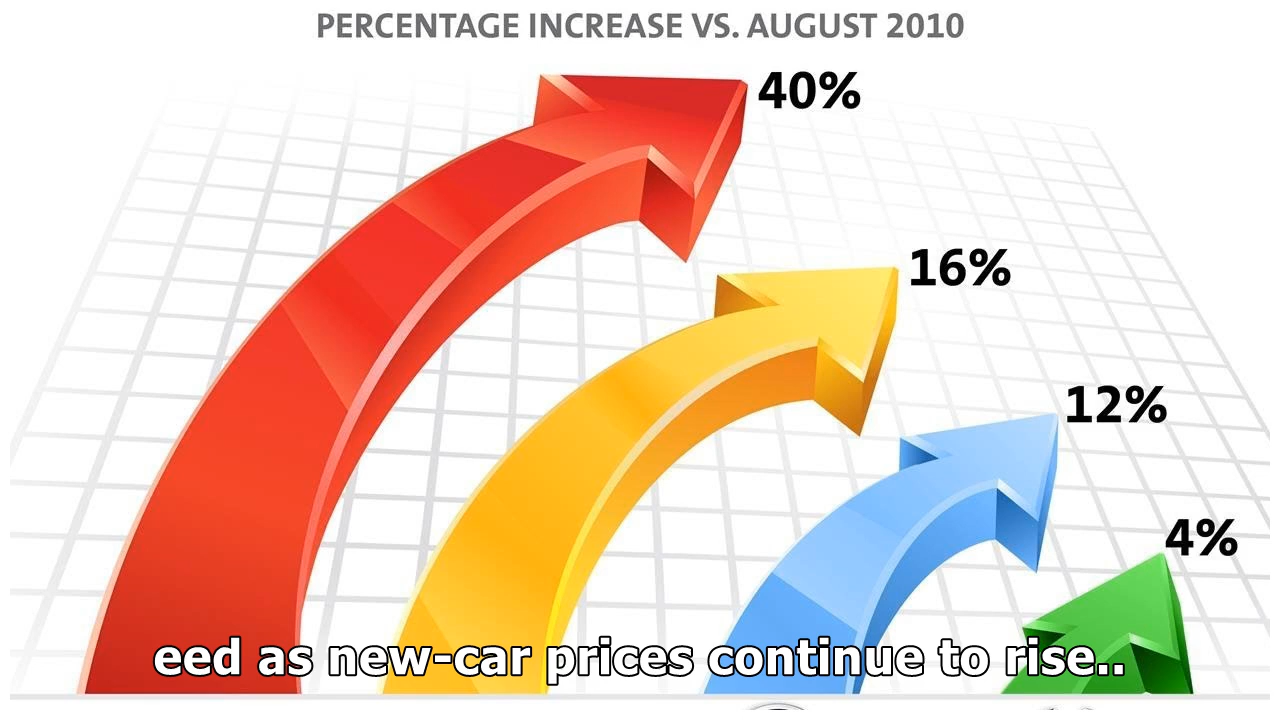 PERCENTAGE INCREASE VS. AUGUST 2010
40%
16%
12%
4%
eed as new-car prices continue to rise..